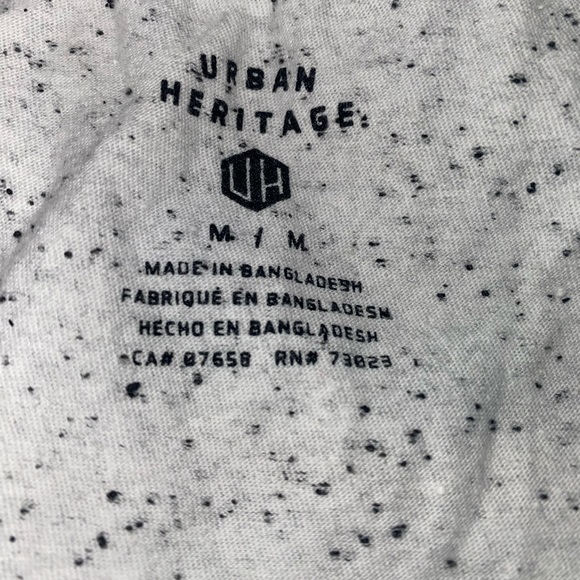 URBAN
HERITAGE.
UH
M / M
MADE IN BANGLADESH
FABRIQUÉ EN BANGLADESH
HECHO EN BANGLADESH
CA# 07658 RN# 73023